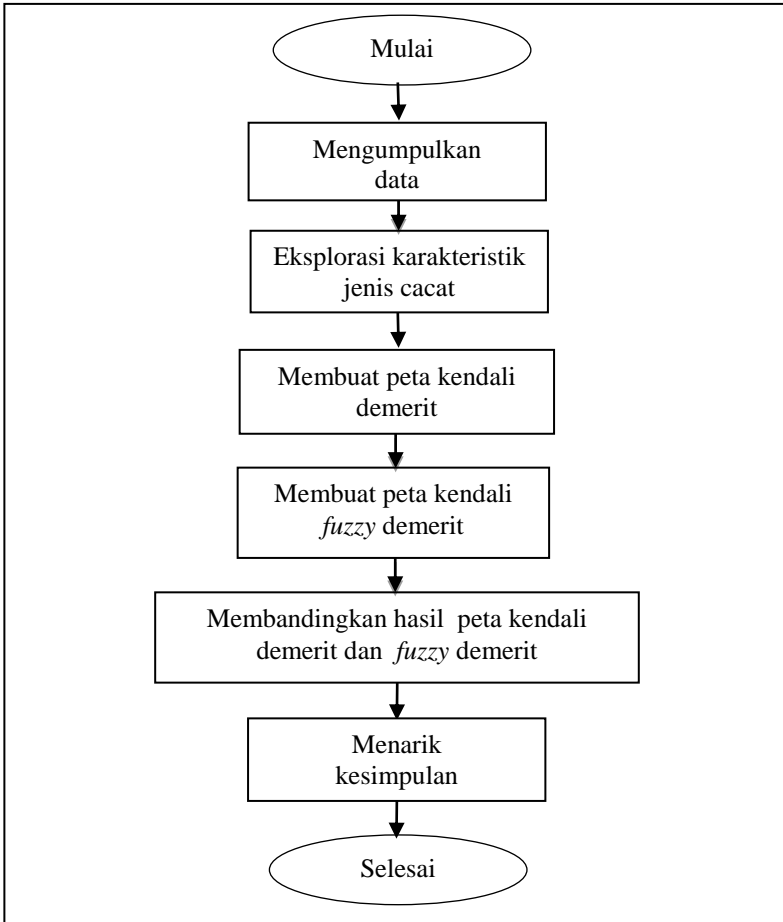 Mulai
Mengumpulkan
data
Eksplorasi karakteristik
jenis cacat
Membuat peta kendali
demerit
Membuat peta kendali
fuzzy demerit
Membandingkan hasil peta kendali
demerit dan fuzzy demerit
Menarik
kesimpulan
Selesai